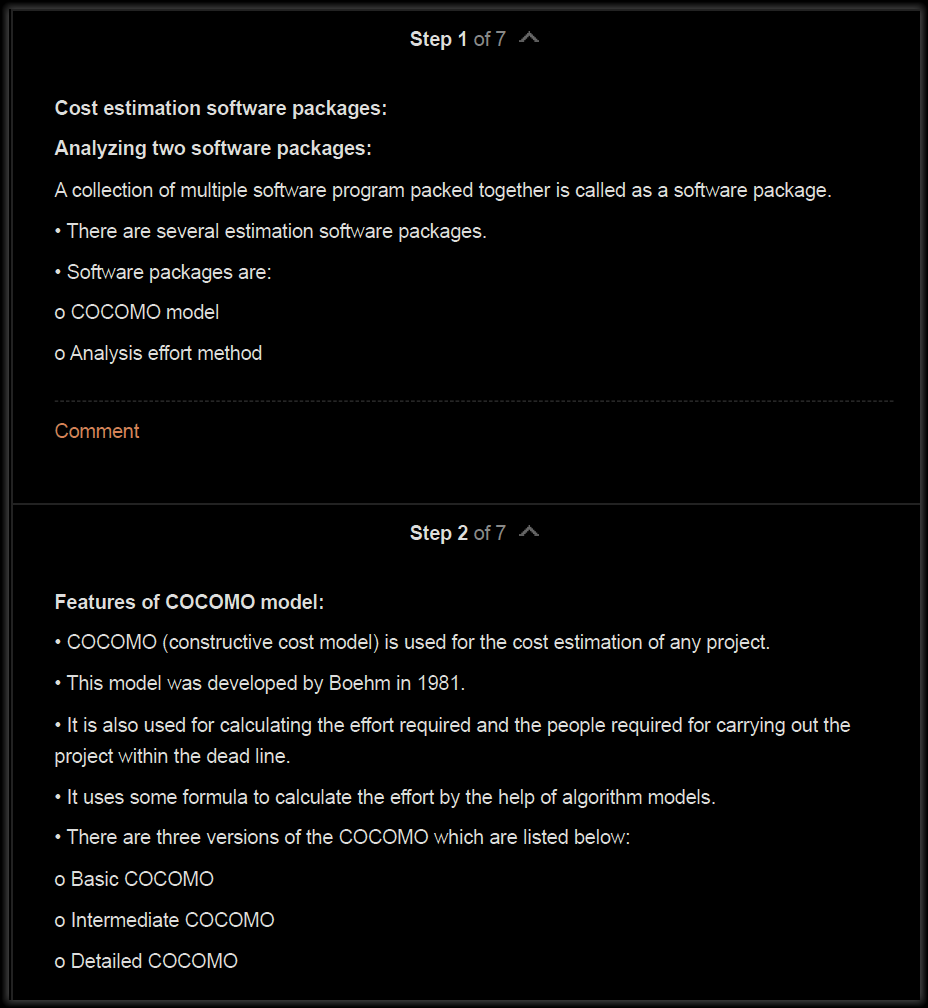 Step 1 of 7
Cost estimation software packages:
Analyzing two software packages:
A collection of multiple software program packed together is called as a software package.
• There are several estimation software packages.
• Software packages are:
o COCOMO model
o Analysis effort method
Comment
Step 2 of 7
Features of COCOMO model:
• COCOMO (constructive cost model) is used for the cost estimation of any project.
• This model was developed by Boehm in 1981.
• It is also used for calculating the effort required and the people required for carrying out the
project within the dead line.
• It uses some formula to calculate the effort by the help of algorithm models.
• There are three versions of the COCOMO which are listed below:
o Basic COCOMO
o Intermediate COCOMO
o Detailed COCOMO